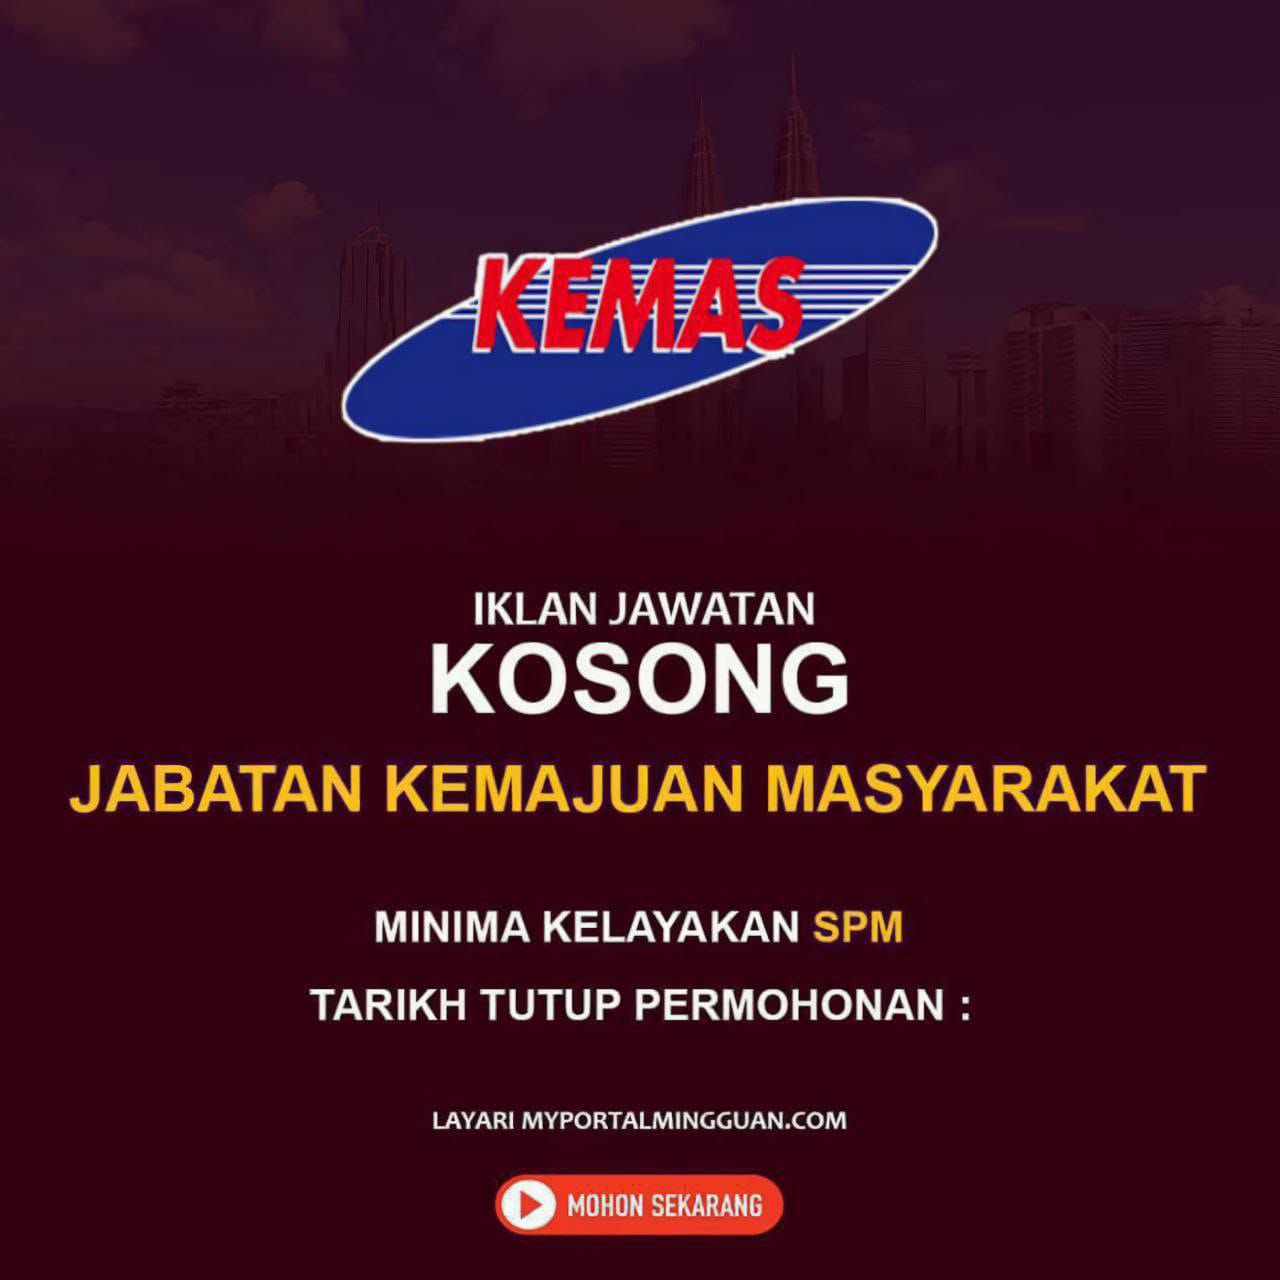 KEMAS
IKLAN JAWATAN
KOSONG
JABATAN KEMAJUAN MASYARAKAT
MINIMA KELAYAKAN SPM
TARIKH TUTUP PERMOHONAN :
LAYARI MYPORTALMINGGUAN.COM
MOHON SEKARANG